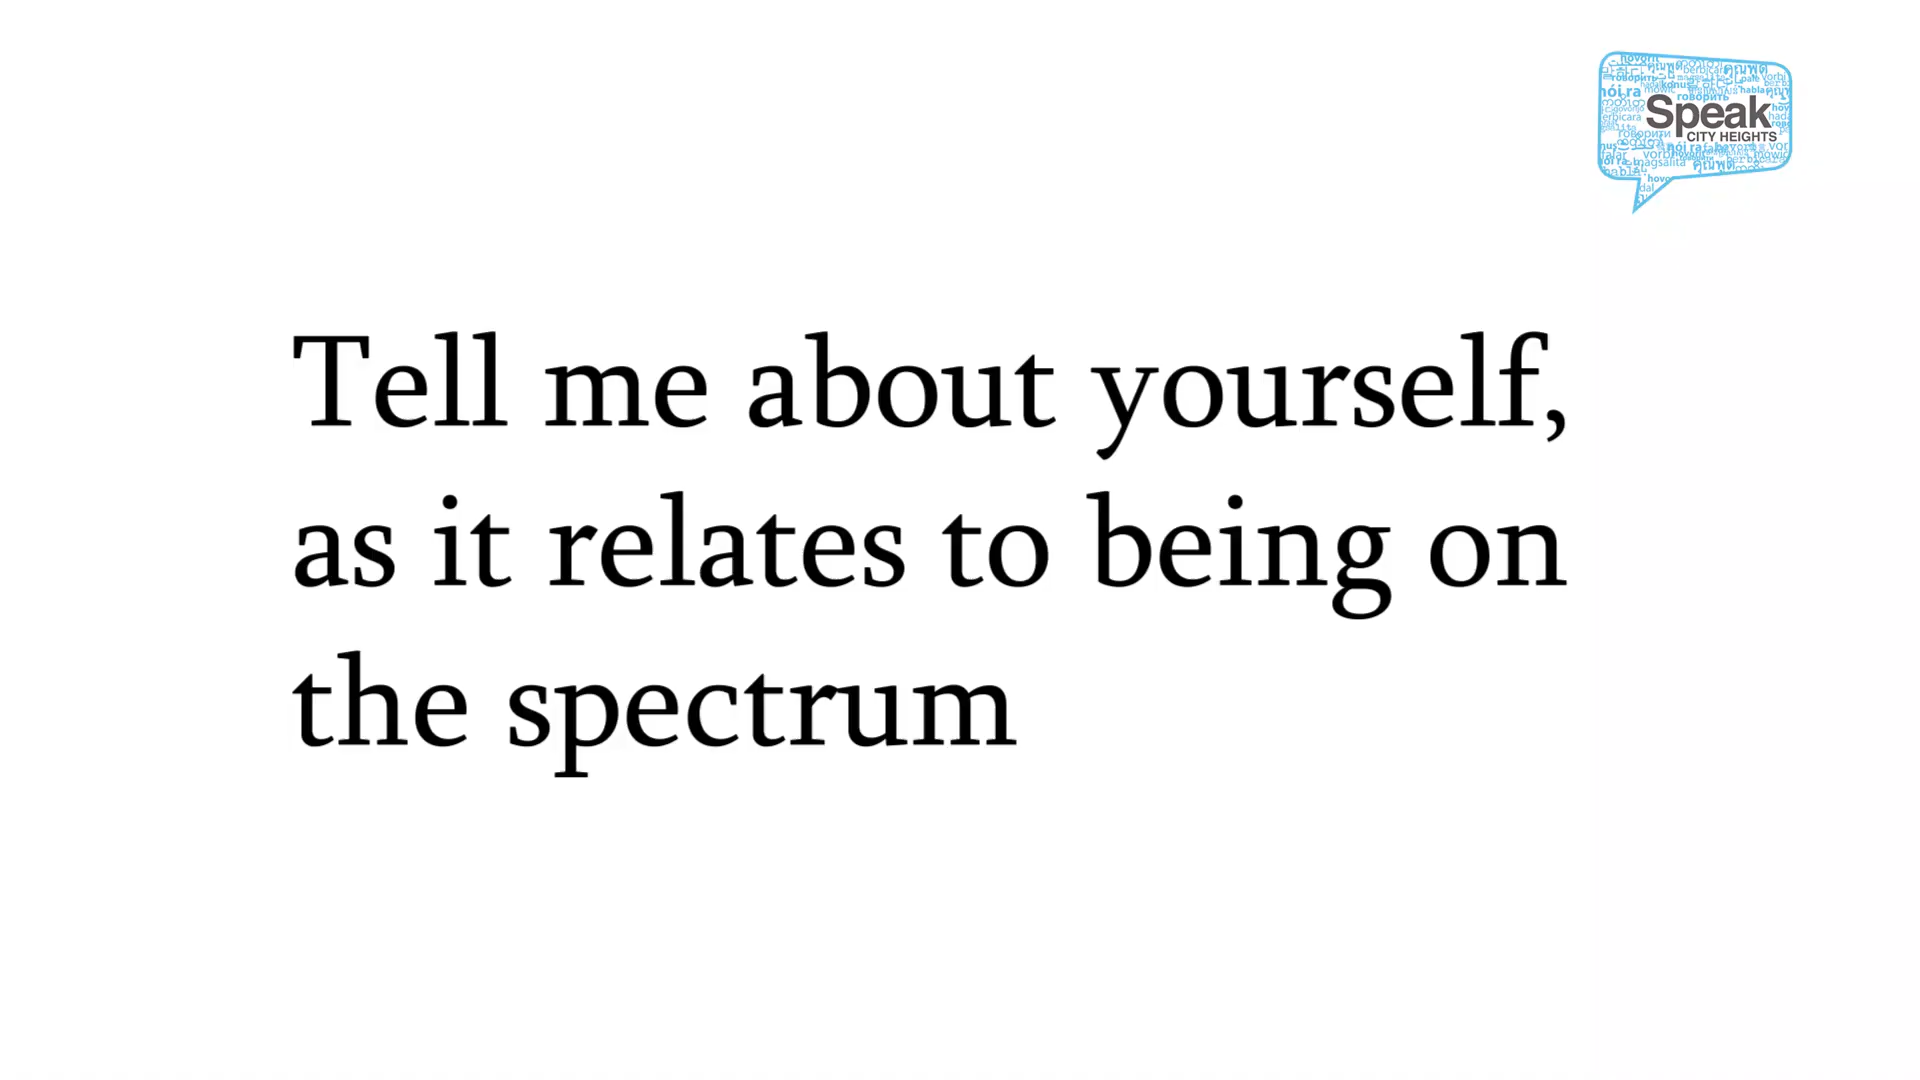 Speak
CITY HEIGHTS
Tell me about yourself,
as it relates to being on
the spectrum